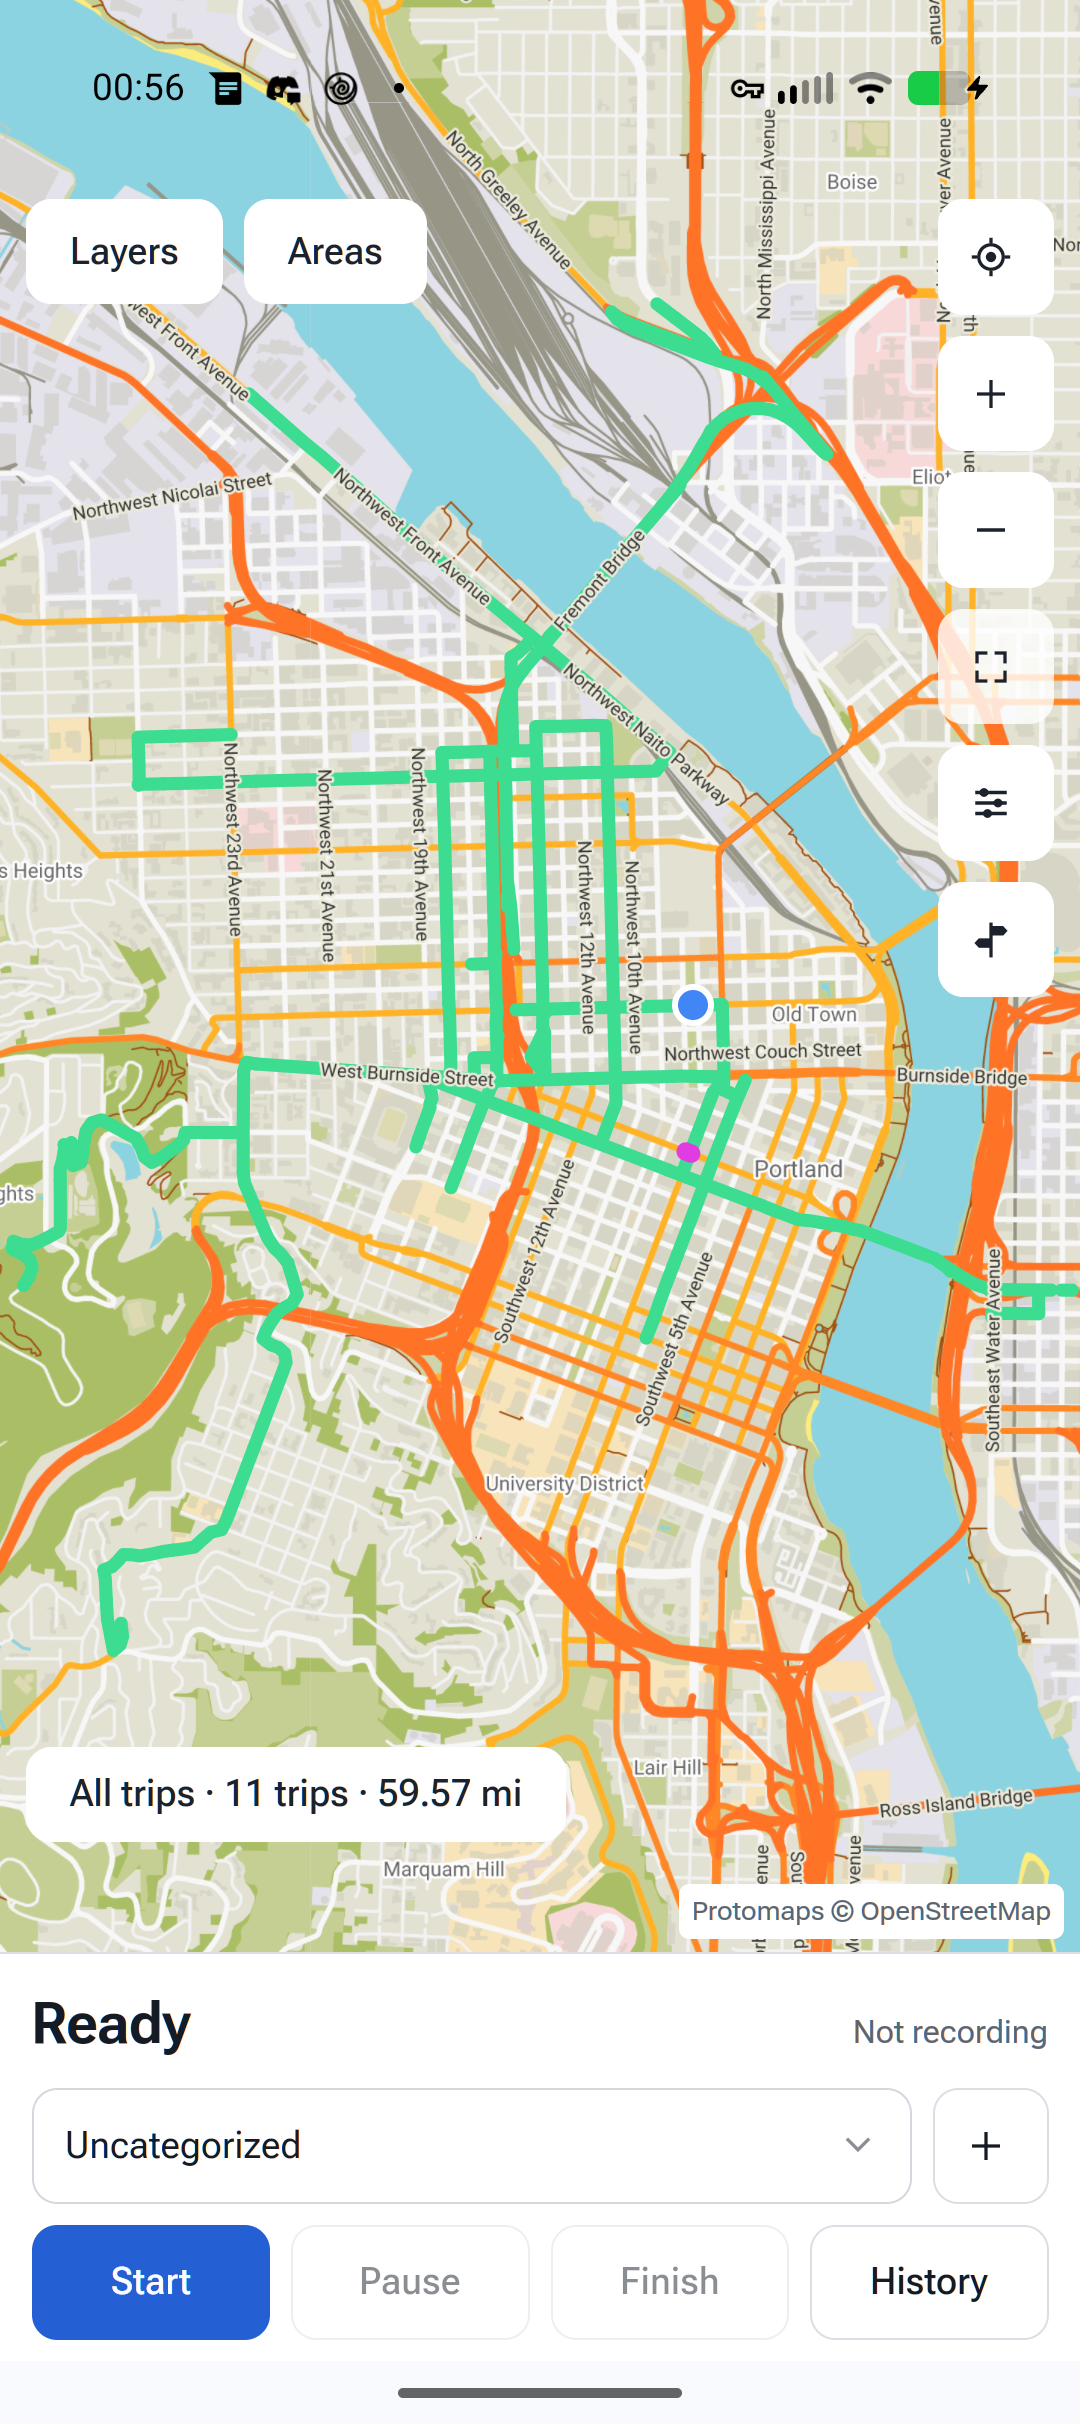 00:56
North Greeley Avenue
North Mississippi Avenue
Boise
Layers
Areas
Northwest Nicolai Street
Northwest Front Avenue
Fremont Bridge
Northwest Naito Parkway
Northwest 23rd Avenue
Northwest 21st Avenue
Northwest 19th Avenue
Northwest 12th Avenue
Northwest 10th Avenue
s Heights
Old Town
Northwest Couch Street
West Burnside Street
Burnside Bridge
Portland
ghts
Southwest 12th Avenue
Southwest 5th Avenue
Southeast Water Avenue
University District
All trips · 11 trips · 59.57 mi
Lair Hill
Ross Island Bridge
Marquam Hill
Protomaps © OpenStreetMap
Ready
Not recording
Uncategorized
Start
Pause
Finish
History